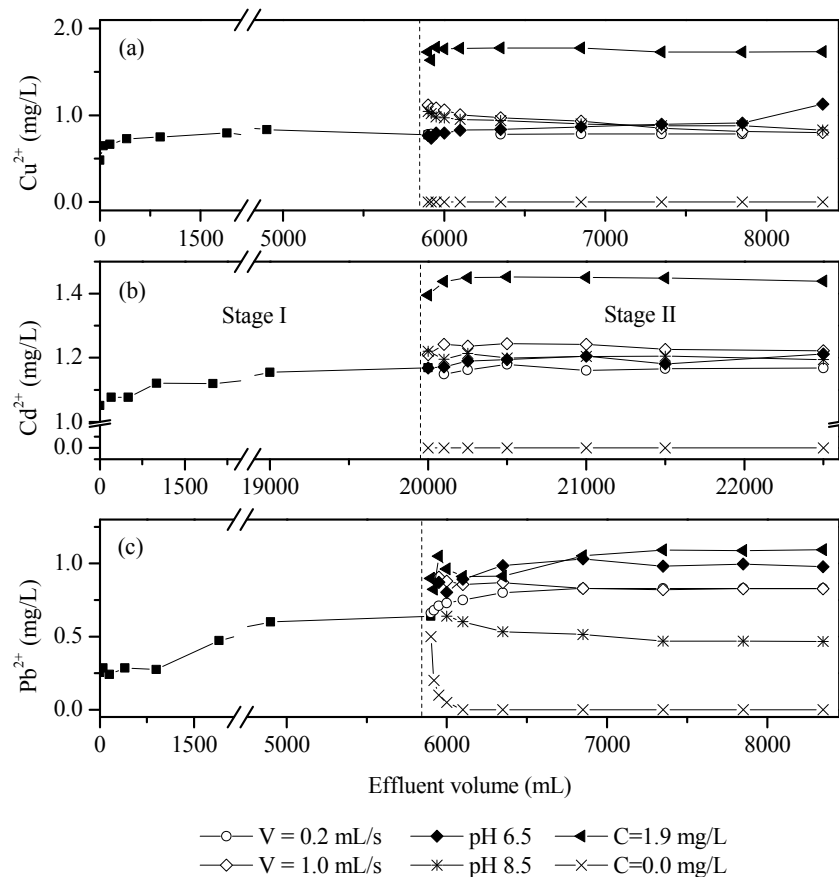 2.0
(a)
Cu²⁺ (mg/L)
1.0
0.0
0 1500 5000 6000 7000 8000
(b)
1.4
Stage I
Stage II
Cd²⁺ (mg/L)
1.2
1.0
0.0
0 1500 19000 20000 21000 22000
(c)
1.0
Pb²⁺ (mg/L)
0.5
0.0
0 1500 5000 6000 7000 8000
Effluent volume (mL)
V = 0.2 mL/s pH 6.5 C=1.9 mg/L
V = 1.0 mL/s pH 8.5 C=0.0 mg/L